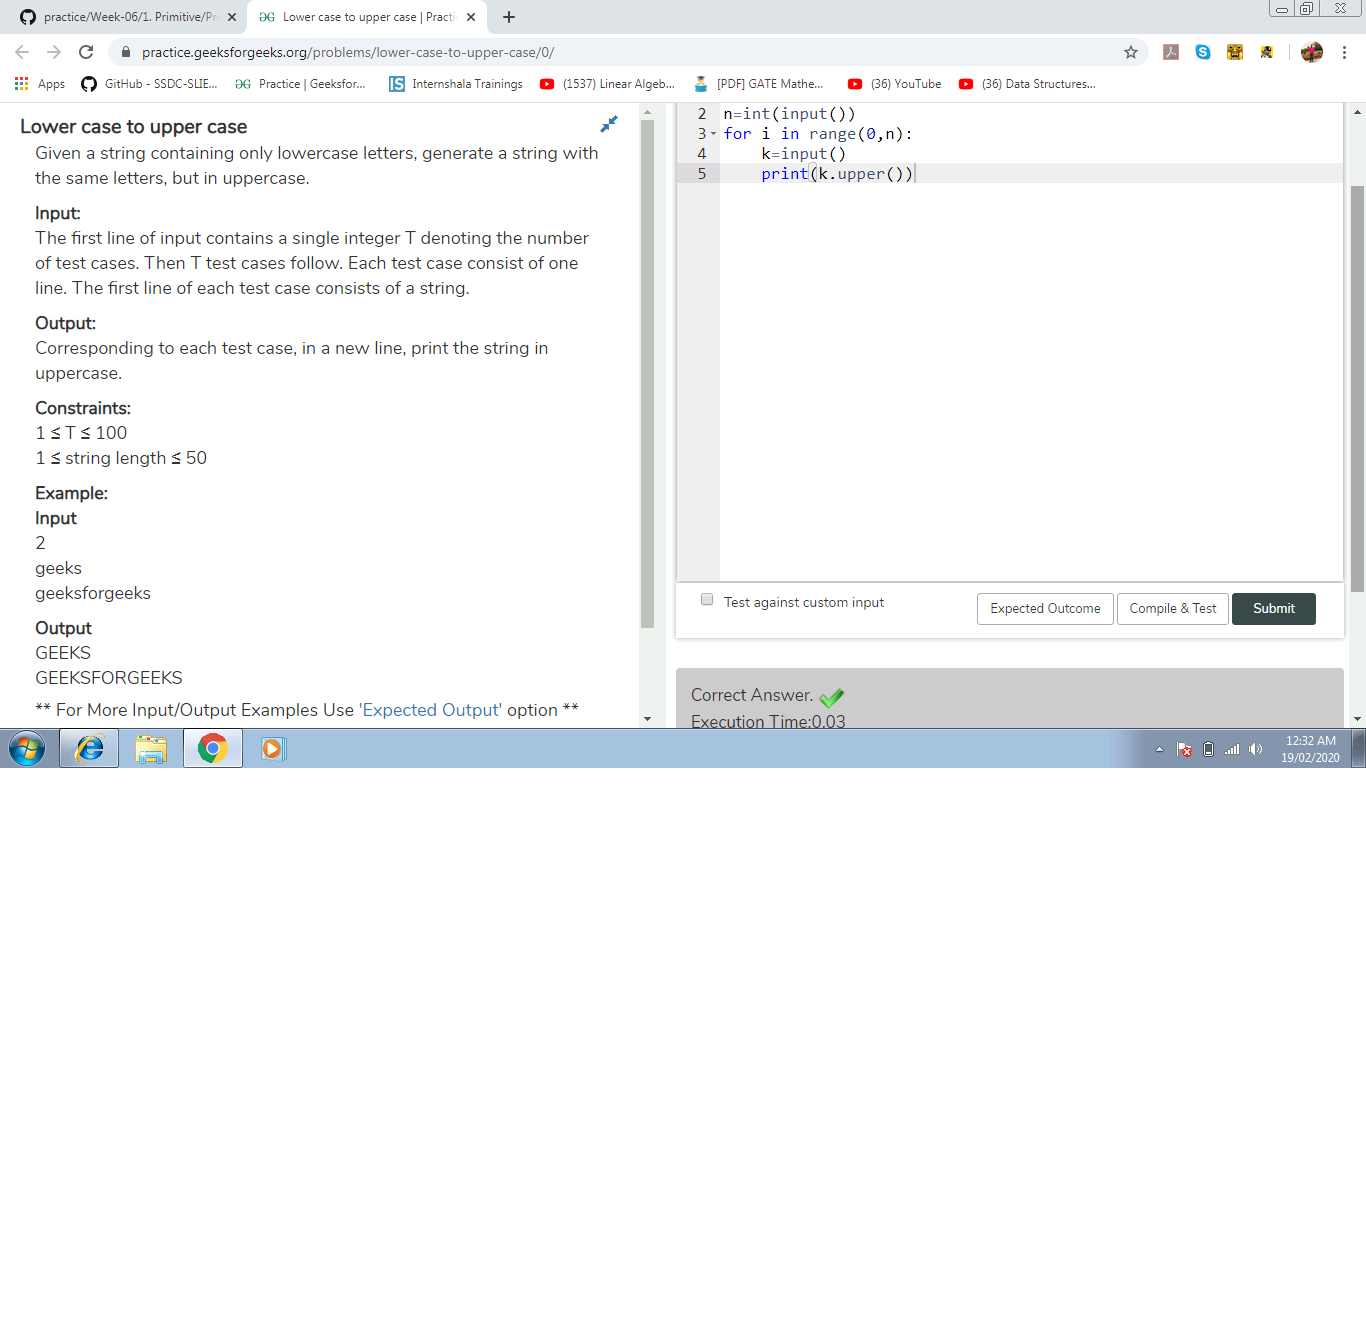 practice/Week-06/1. Primitive/Pr
Lower case to upper case | Practi
practice.geeksforgeeks.org/problems/lower-case-to-upper-case/0/
Apps
GitHub - SSDC-SLIE...
Practice | Geeksfor...
Internshala Trainings
(1537) Linear Algeb...
[PDF] GATE Mathe...
(36) YouTube
(36) Data Structures...
Lower case to upper case
Given a string containing only lowercase letters, generate a string with
the same letters, but in uppercase.
Input:
The first line of input contains a single integer T denoting the number
of test cases. Then T test cases follow. Each test case consist of one
line. The first line of each test case consists of a string.
Output:
Corresponding to each test case, in a new line, print the string in
uppercase.
Constraints:
1 ≤ T ≤ 100
1 ≤ string length ≤ 50
Example:
Input
2
geeks
geeksforgeeks
Output
GEEKS
GEEKSFORGEEKS
** For More Input/Output Examples Use 'Expected Output' option **
2 n=int(input())
3 for i in range(0,n):
4     k=input()
5     print(k.upper())
Test against custom input
Expected Outcome
Compile & Test
Submit
Correct Answer.
Execution Time:0.03
12:32 AM
19/02/2020